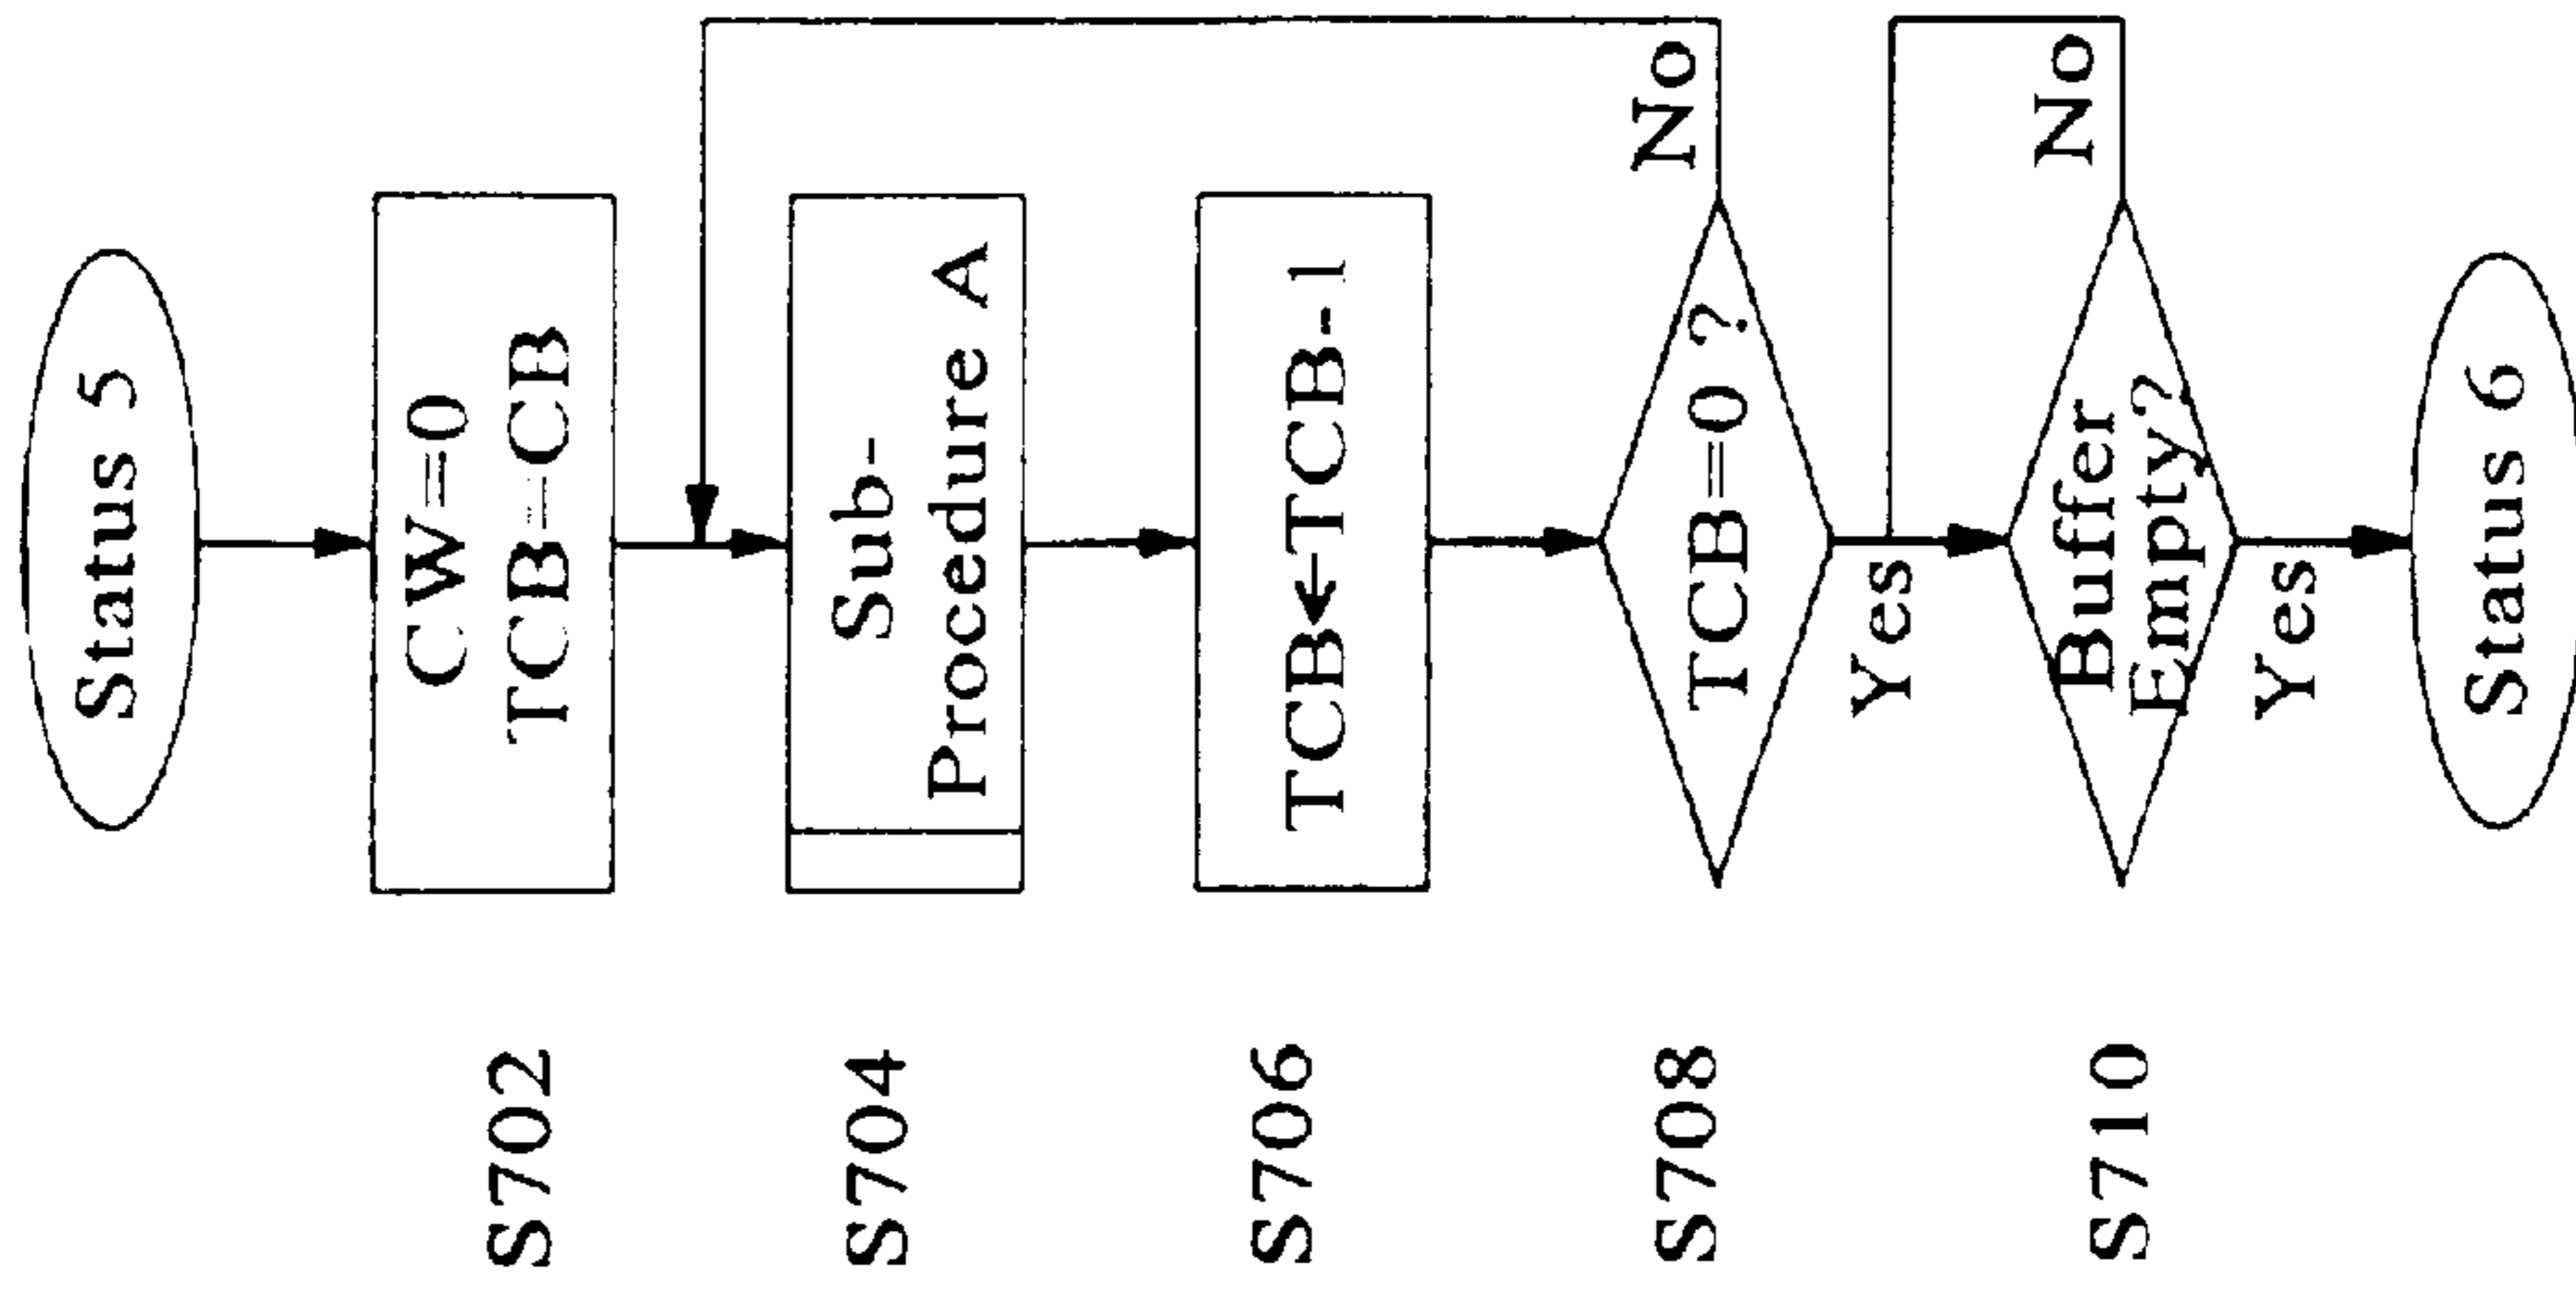 Status 5
S702
CW=0
TCB=CB
S704
Sub-
Procedure A
S706
TCB←TCB-1
S708
TCB=0 ?
No
Yes
S710
Buffer
Empty?
No
Yes
Status 6